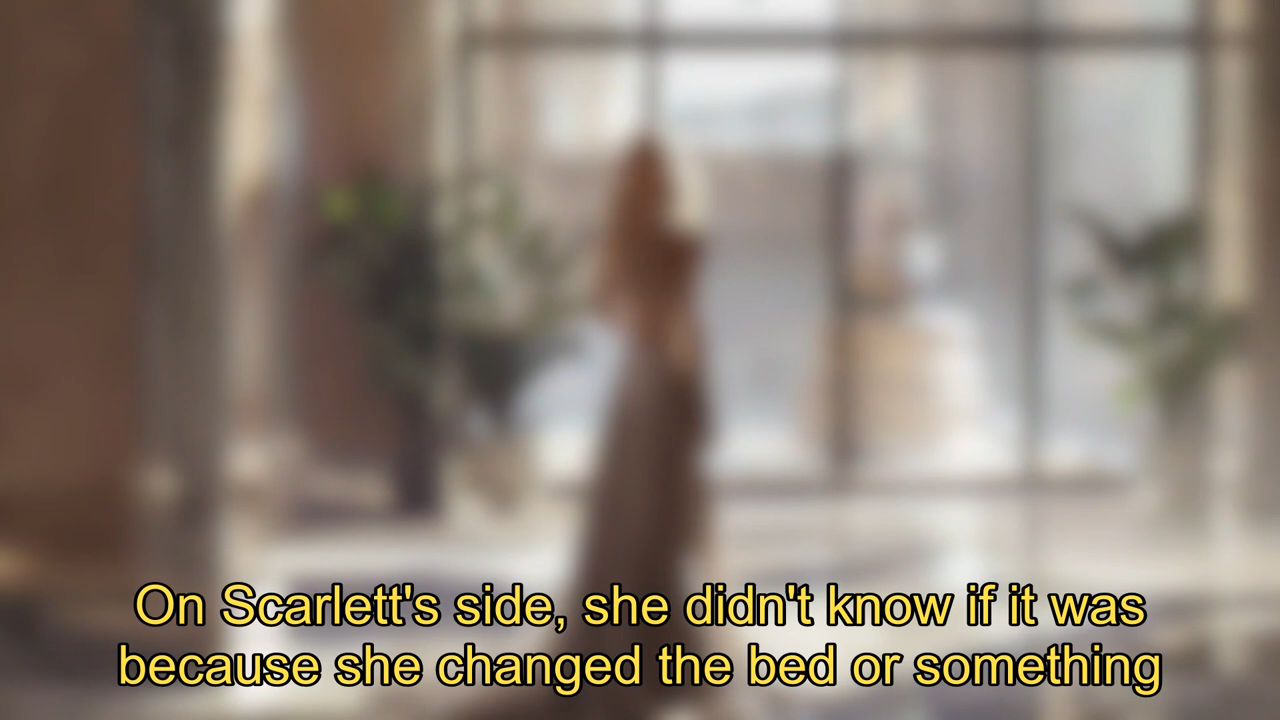 On Scarlett's side, she didn't know if it was
because she changed the bed or something